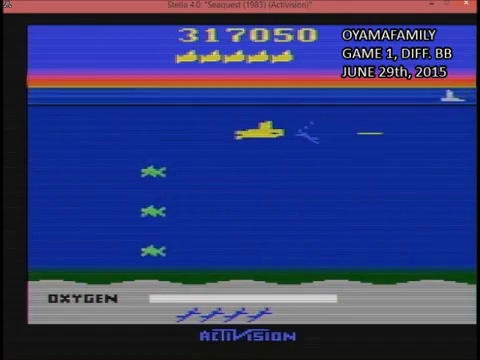 Stella 4.0: "Seaquest (1983) (Activision)"
317050
OYAMAFAMILY
GAME 1, DIFF. BB
JUNE 29th, 2015
OXYGEN
ACTIVISION